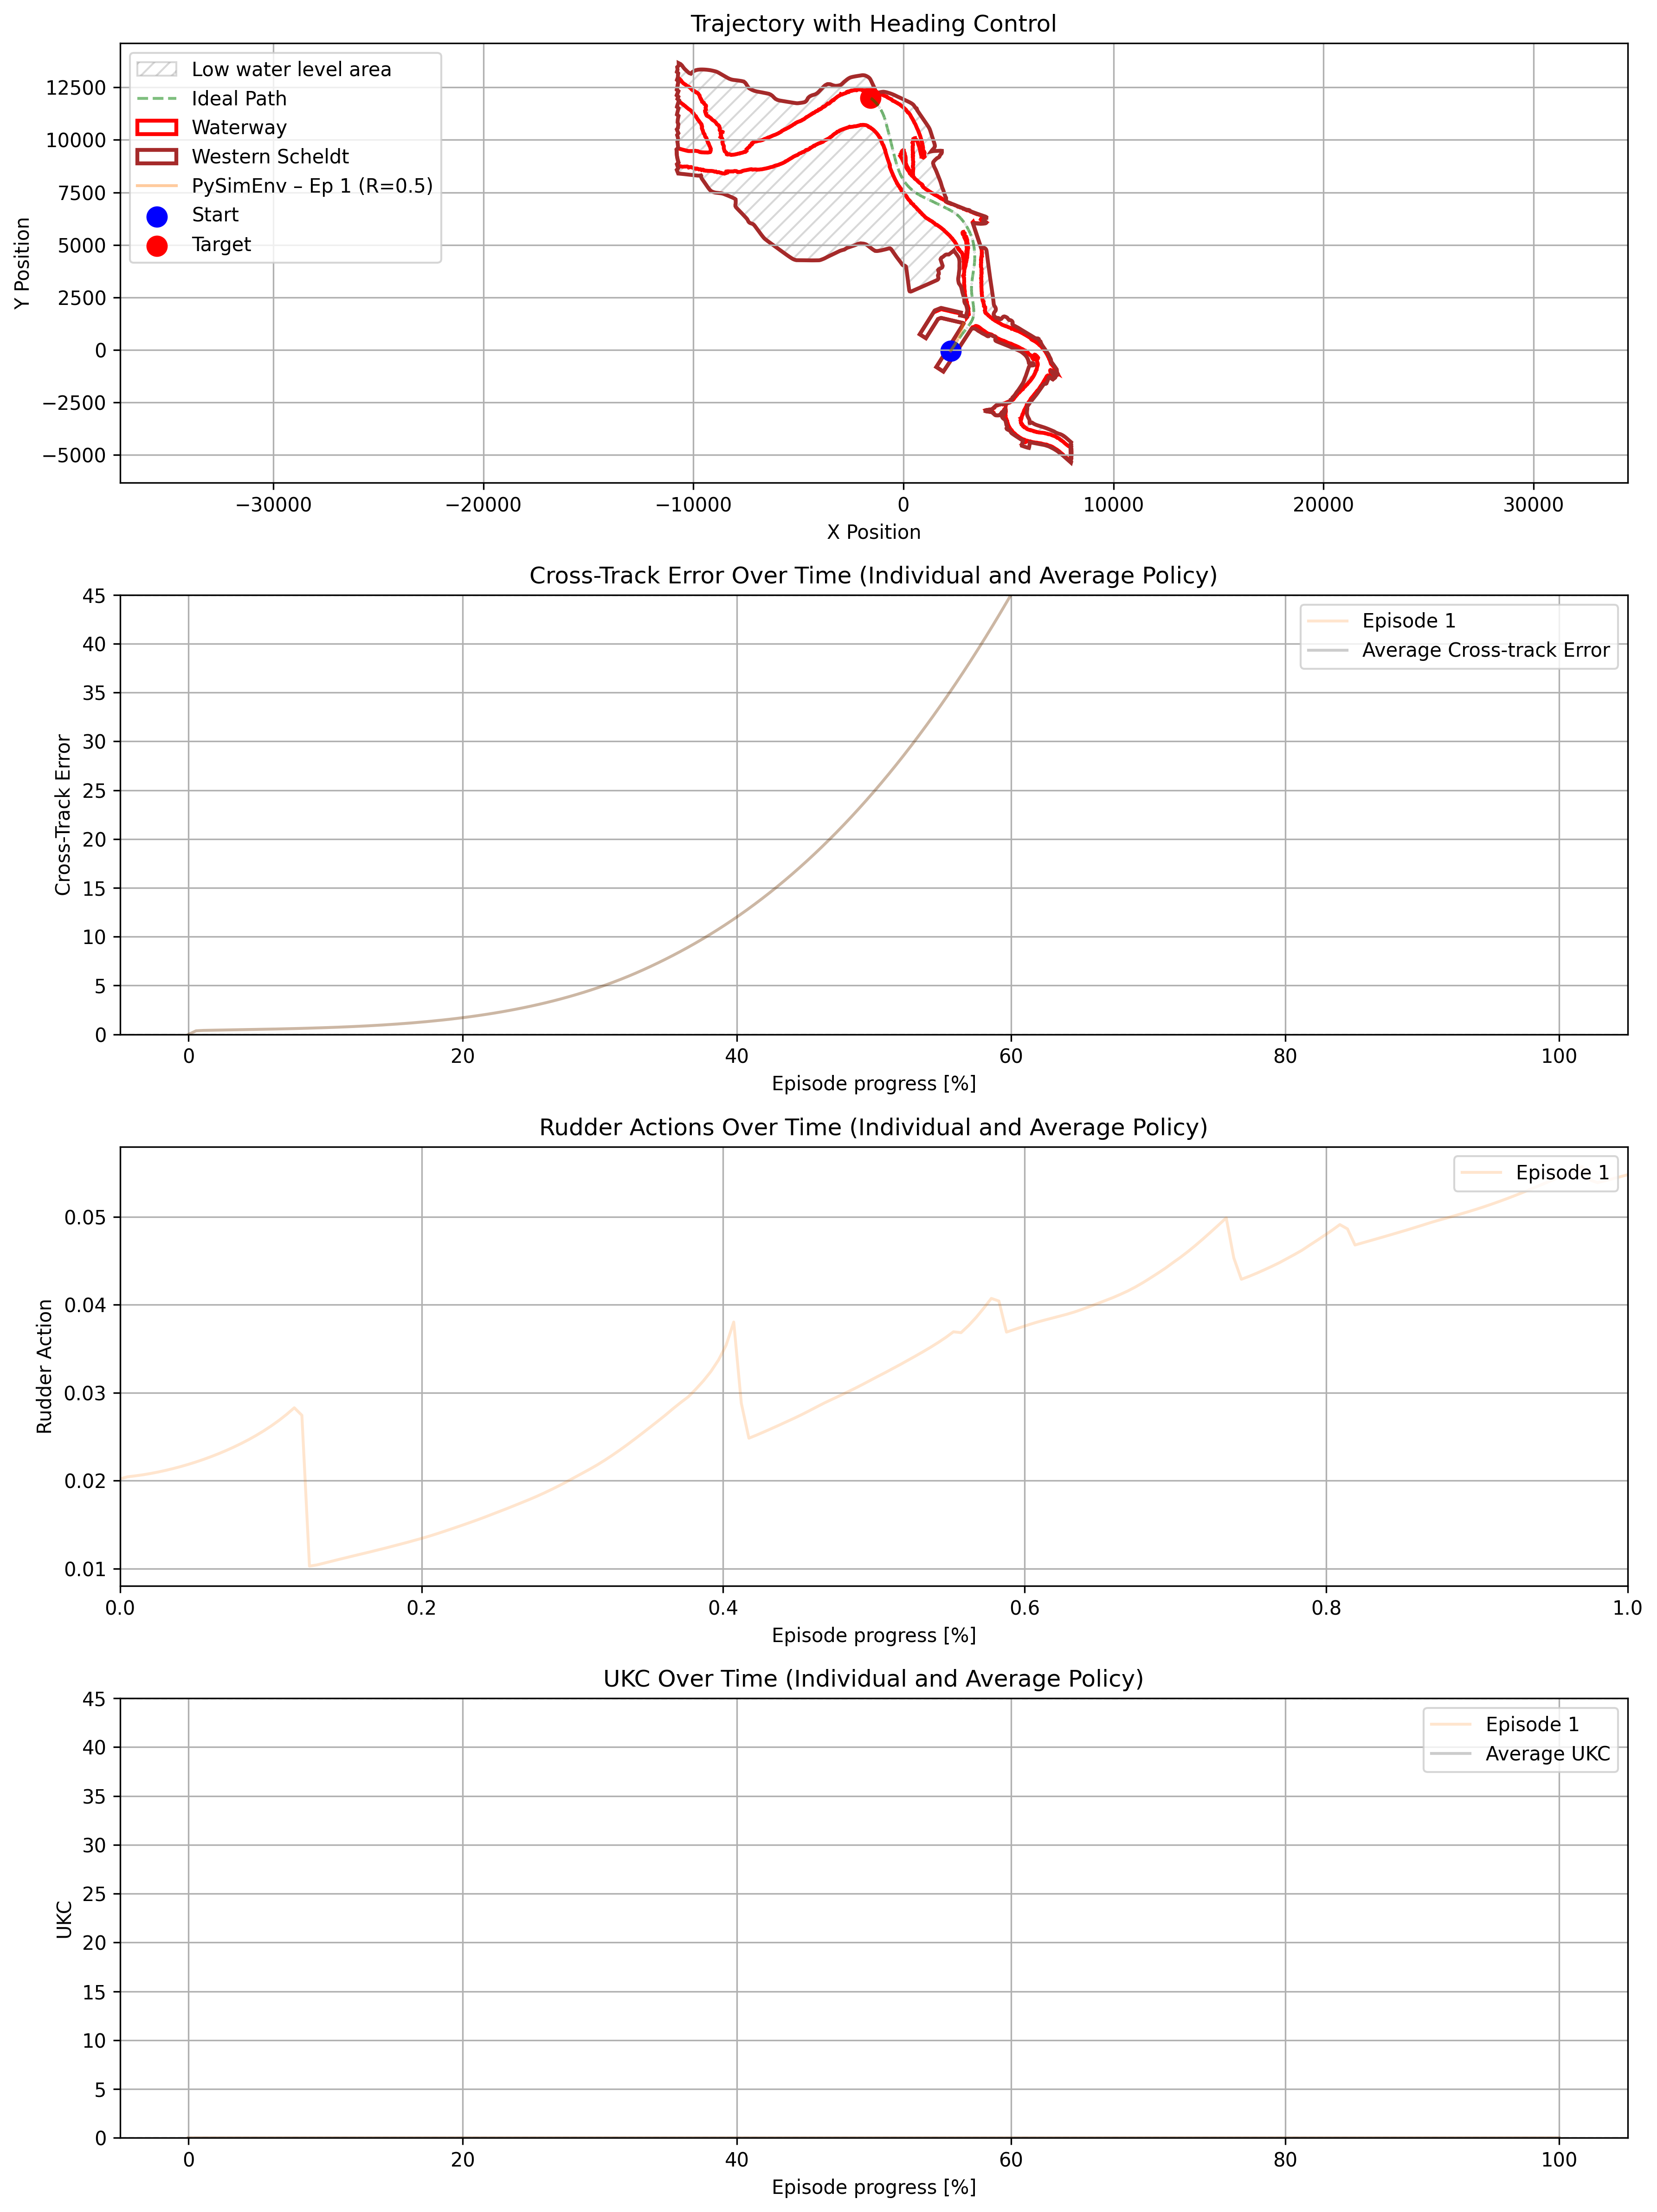 Trajectory with Heading Control
Low water level area
Ideal Path
Waterway
Western Scheldt
PySimEnv – Ep 1 (R=0.5)
Start
Target
12500
10000
7500
5000
2500
0
−2500
−5000
Y Position
−30000 −20000 −10000 0 10000 20000 30000
X Position
Cross-Track Error Over Time (Individual and Average Policy)
Episode 1
Average Cross-track Error
45
40
35
30
25
20
15
10
5
0
Cross-Track Error
0 20 40 60 80 100
Episode progress [%]
Rudder Actions Over Time (Individual and Average Policy)
Episode 1
0.05
0.04
0.03
0.02
0.01
Rudder Action
0.0 0.2 0.4 0.6 0.8 1.0
Episode progress [%]
UKC Over Time (Individual and Average Policy)
Episode 1
Average UKC
45
40
35
30
25
20
15
10
5
0
UKC
0 20 40 60 80 100
Episode progress [%]